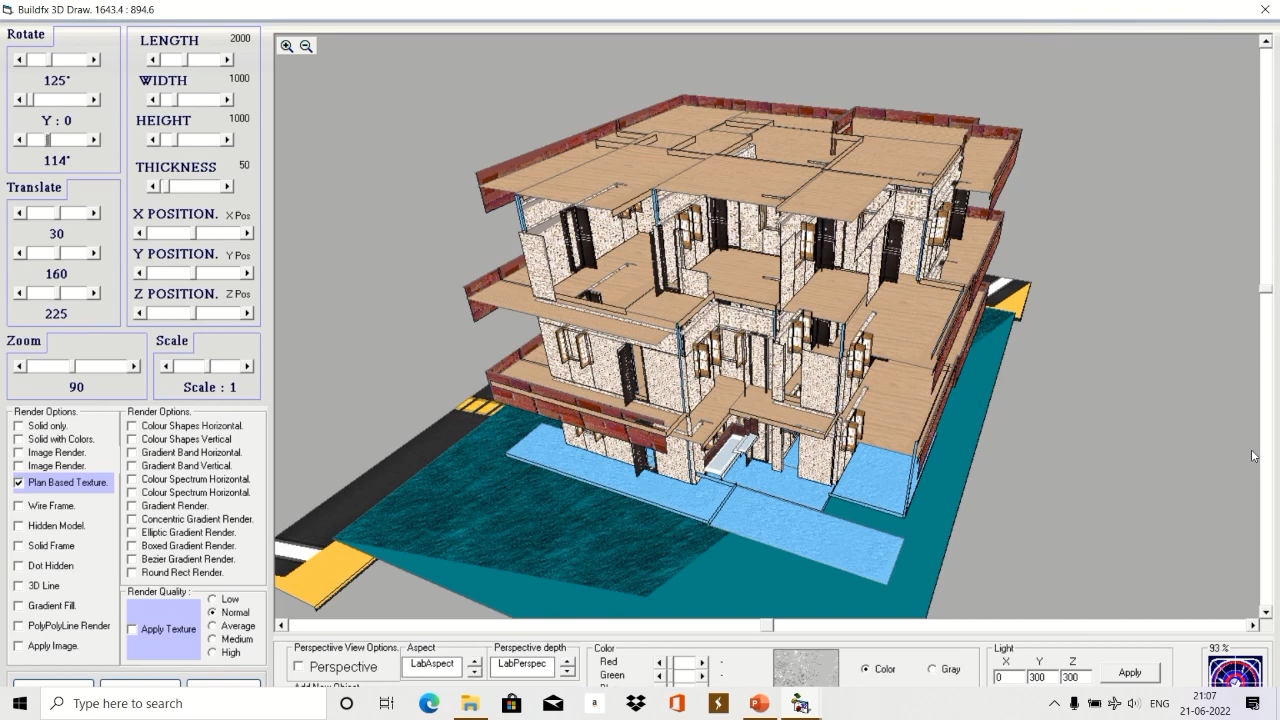 Buildfx 3D Draw. 1643.4 : 894.6
Rotate
125°
Y : 0
114°
Translate
30
160
225
LENGTH 2000
WIDTH 1000
HEIGHT 1000
THICKNESS 50
X POSITION. X Pos
Y POSITION. Y Pos
Z POSITION. Z Pos
Zoom
90
Scale
Scale : 1
Render Options.
Solid only.
Solid with Colors.
Image Render.
Image Render.
Plan Based Texture.
Wire Frame.
Hidden Model.
Solid Frame
Dot Hidden
3D Line
Gradient Fill.
PolyPolyLine Render
Apply Image.
Render Options.
Colour Shapes Horizontal.
Colour Shapes Vertical
Gradient Band Horizontal.
Gradient Band Vertical.
Colour Spectrum Horizontal.
Colour Spectrum Horizontal.
Gradient Render.
Concentric Gradient Render.
Elliptic Gradient Render.
Boxed Gradient Render.
Bezier Gradient Render.
Round Rect Render.
Render Quality :
Apply Texture
Low
Normal
Average
Medium
High
Perspective View Options.
Perspective
Aspect
LabAspect
Perspective depth
LabPerspec
Color
Red
Green
Color
Gray
Light
X Y Z
0 300 300
Apply
93 %
Type here to search
a
ENG
21:07
21-06-2022